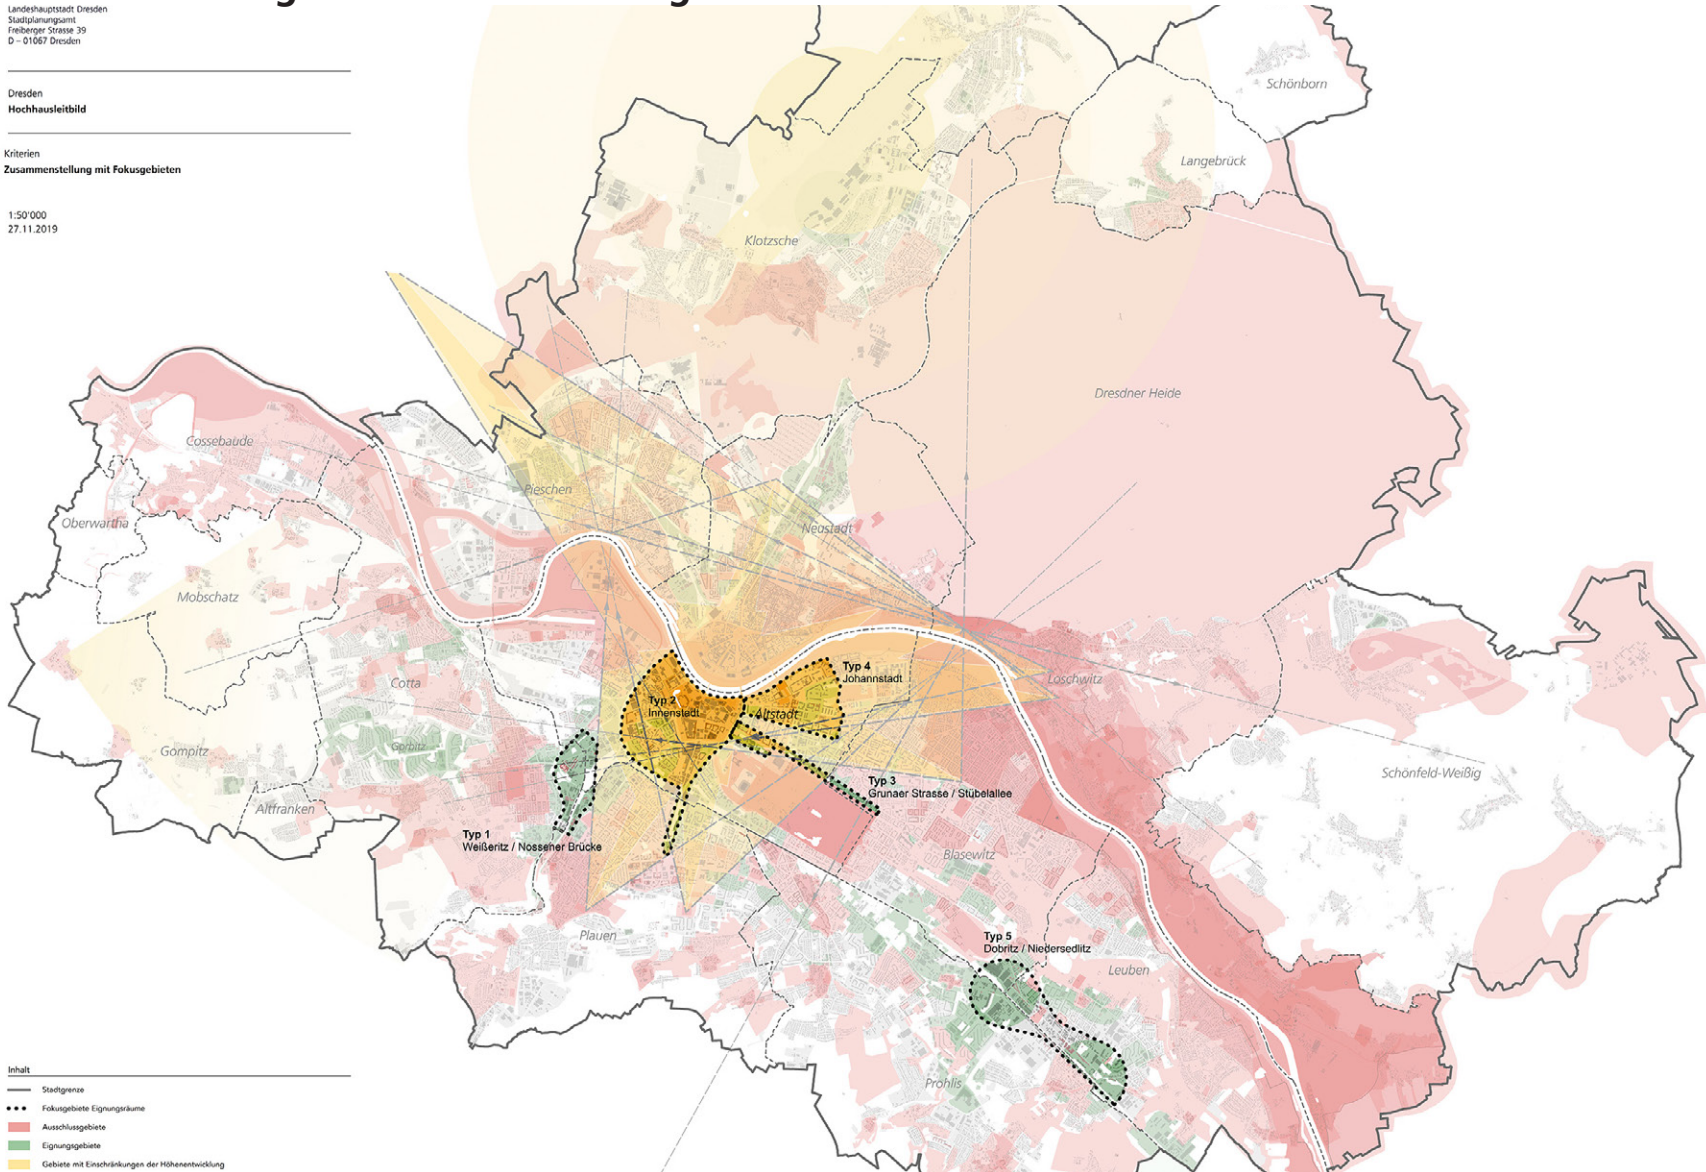 Landeshauptstadt Dresden
Stadtplanungsamt
Freiberger Strasse 39
D – 01067 Dresden
Dresden
Hochhausleitbild
Kriterien
Zusammenstellung mit Fokusgebieten
1:50'000
27.11.2019
Schönborn
Langebrück
Klotzsche
Dresdner Heide
Cossebaude
Pieschen
Oberwartha
Neustadt
Mobschatz
Typ 4
Johannstadt
Loschwitz
Cotta
Typ 2
Innenstadt
Altstadt
Gompitz
Gorbitz
Schönfeld-Weißig
Typ 3
Grunaer Strasse / Stübelallee
Altfranken
Typ 1
Weißeritz / Nossener Brücke
Blasewitz
Plauen
Typ 5
Dobritz / Niedersedlitz
Leuben
Prohlis
Inhalt
Stadtgrenze
Fokusgebiete Eignungsräume
Ausschlussgebiete
Eignungsgebiete
Gebiete mit Einschränkungen der Höhenentwicklung